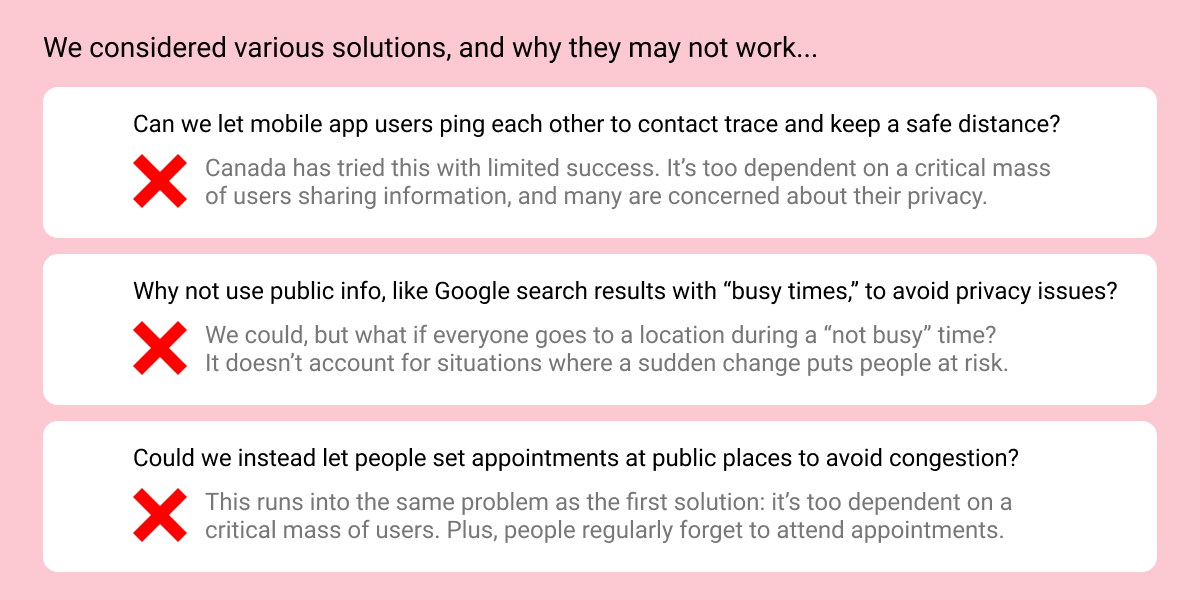 We considered various solutions, and why they may not work...
Can we let mobile app users ping each other to contact trace and keep a safe distance?
Canada has tried this with limited success. It’s too dependent on a critical mass
of users sharing information, and many are concerned about their privacy.
Why not use public info, like Google search results with “busy times,” to avoid privacy issues?
We could, but what if everyone goes to a location during a “not busy” time?
It doesn’t account for situations where a sudden change puts people at risk.
Could we instead let people set appointments at public places to avoid congestion?
This runs into the same problem as the first solution: it’s too dependent on a
critical mass of users. Plus, people regularly forget to attend appointments.